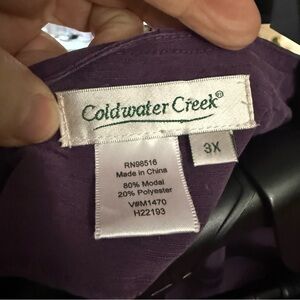 Coldwater Creek®
3X
RN98516
Made in China
80% Modal
20% Polyester
V#M1470
H22193